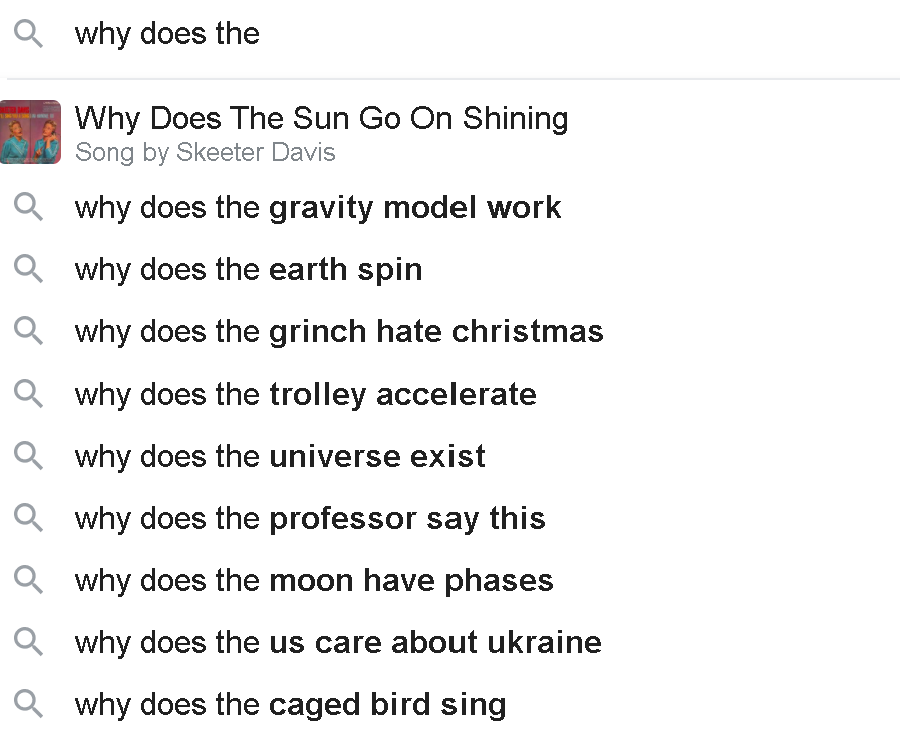 why does the
Why Does The Sun Go On Shining
Song by Skeeter Davis
why does the gravity model work
why does the earth spin
why does the grinch hate christmas
why does the trolley accelerate
why does the universe exist
why does the professor say this
why does the moon have phases
why does the us care about ukraine
why does the caged bird sing